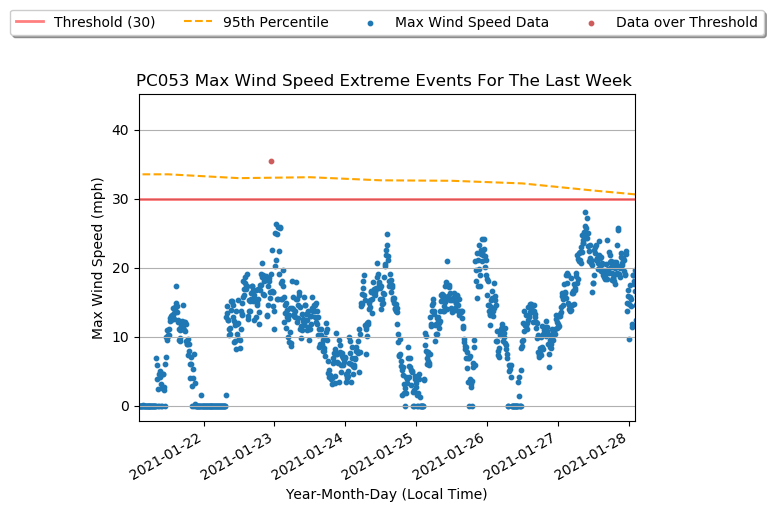 Threshold (30) 95th Percentile Max Wind Speed Data Data over Threshold
PC053 Max Wind Speed Extreme Events For The Last Week
Max Wind Speed (mph)
40
30
20
10
0
2021-01-22 2021-01-23 2021-01-24 2021-01-25 2021-01-26 2021-01-27 2021-01-28
Year-Month-Day (Local Time)